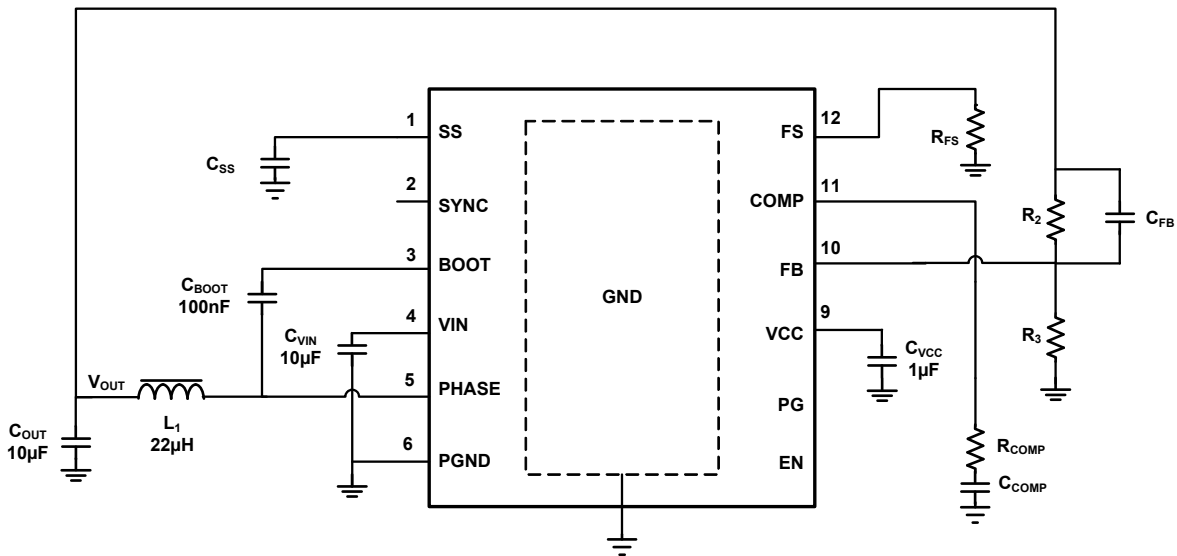 1
SS
C_SS
2
SYNC
3
BOOT
C_BOOT
100nF
4
VIN
C_VIN
10µF
5
PHASE
V_OUT
L_1
22µH
C_OUT
10µF
6
PGND
GND
12
FS
R_FS
11
COMP
R_2
C_FB
10
FB
9
VCC
R_3
C_VCC
1µF
PG
EN
R_COMP
C_COMP